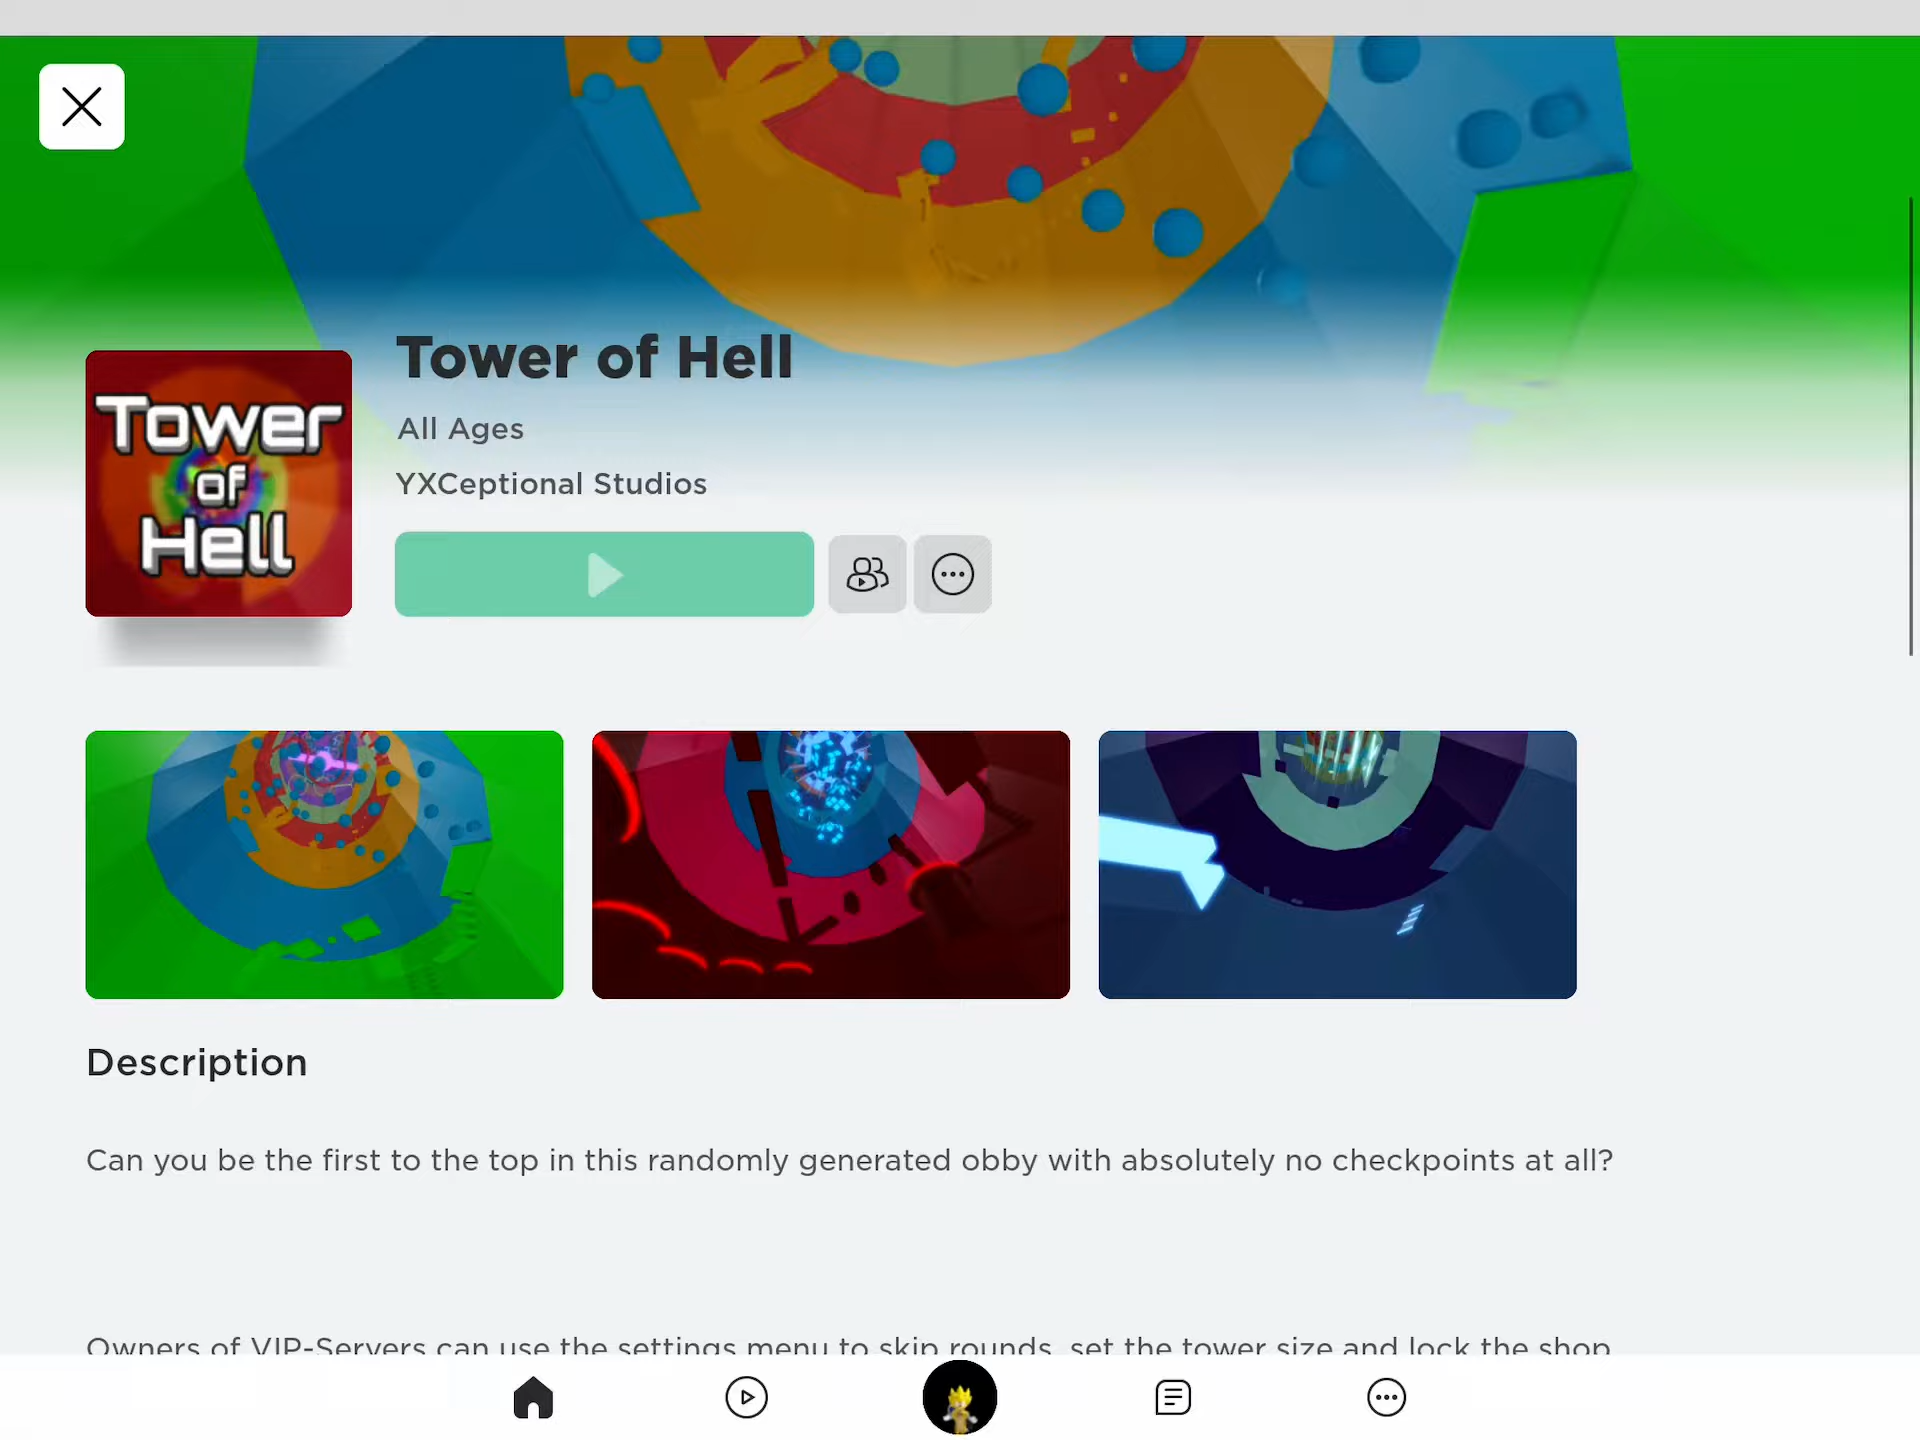 Tower of Hell
All Ages
YXCeptional Studios
Tower
of
Hell
Description
Can you be the first to the top in this randomly generated obby with absolutely no checkpoints at all?
Owners of VIP-Servers can use the settings menu to skip rounds, set the tower size and lock the shop